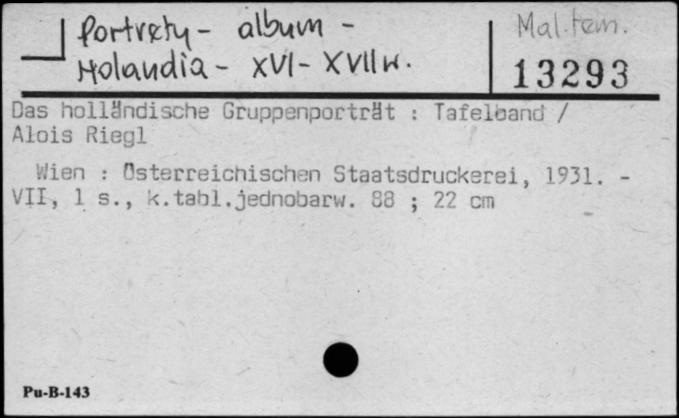 Portrety - album -
Holandia - XVI - XVII w.
Mal. tem.
13293
Das holländische Gruppenporträt : Tafelband /
Alois Riegl
Wien : Österreichischen Staatsdruckerei, 1931. -
VII, 1 s., k.tabl.jednobarw. 88 ; 22 cm
Pu-B-143